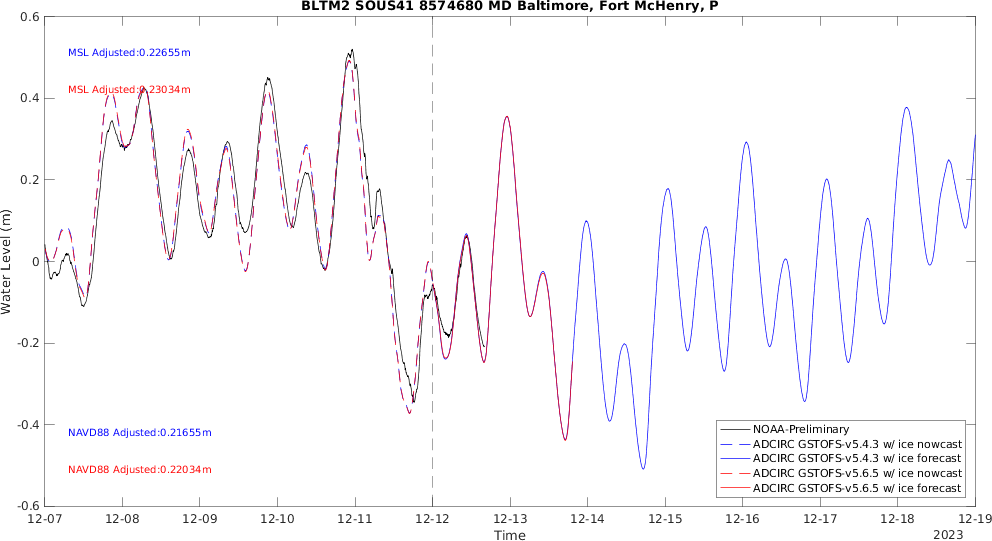 BLTM2 SOUS41 8574680 MD Baltimore, Fort McHenry, P
Water Level (m)
0.6
0.4
0.2
0
-0.2
-0.4
-0.6
MSL Adjusted:0.22655m
MSL Adjusted:0.23034m
NAVD88 Adjusted:0.21655m
NAVD88 Adjusted:0.22034m
NOAA-Preliminary
ADCIRC GSTOFS-v5.4.3 w/ ice nowcast
ADCIRC GSTOFS-v5.4.3 w/ ice forecast
ADCIRC GSTOFS-v5.6.5 w/ ice nowcast
ADCIRC GSTOFS-v5.6.5 w/ ice forecast
12-07 12-08 12-09 12-10 12-11 12-12 12-13 12-14 12-15 12-16 12-17 12-18 12-19
Time
2023